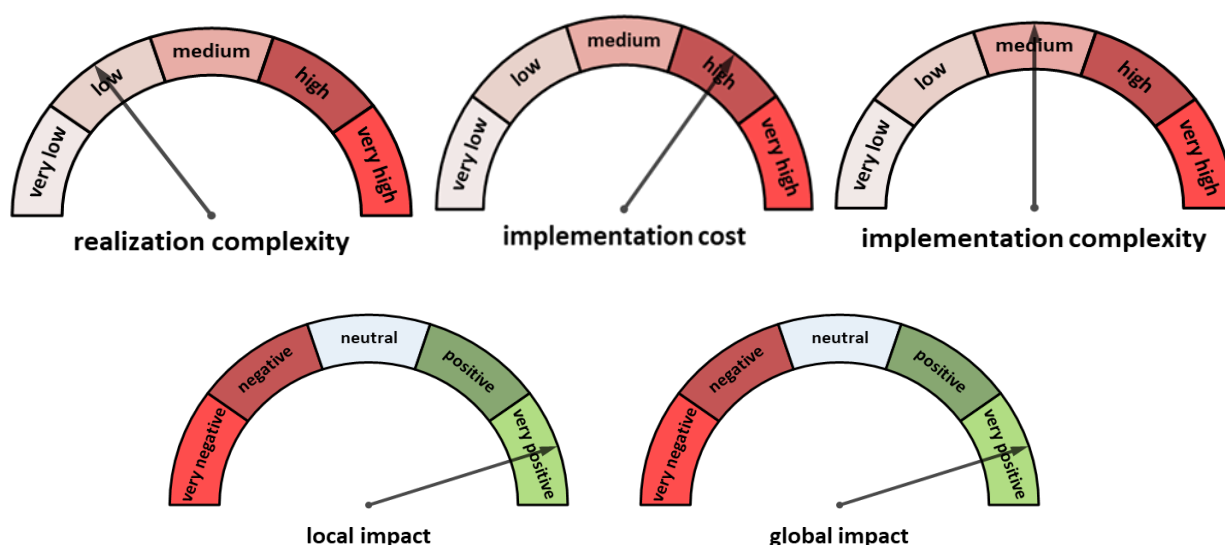 very low
low
medium
high
very high
realization complexity
very low
low
medium
high
very high
implementation cost
very low
low
medium
high
very high
implementation complexity
very negative
negative
neutral
positive
very positive
local impact
very negative
negative
neutral
positive
very positive
global impact